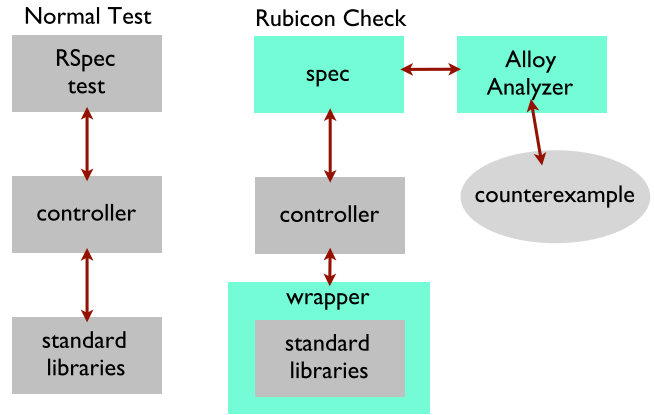 Normal Test
RSpec
test
controller
standard
libraries
Rubicon Check
spec
Alloy
Analyzer
counterexample
controller
wrapper
standard
libraries